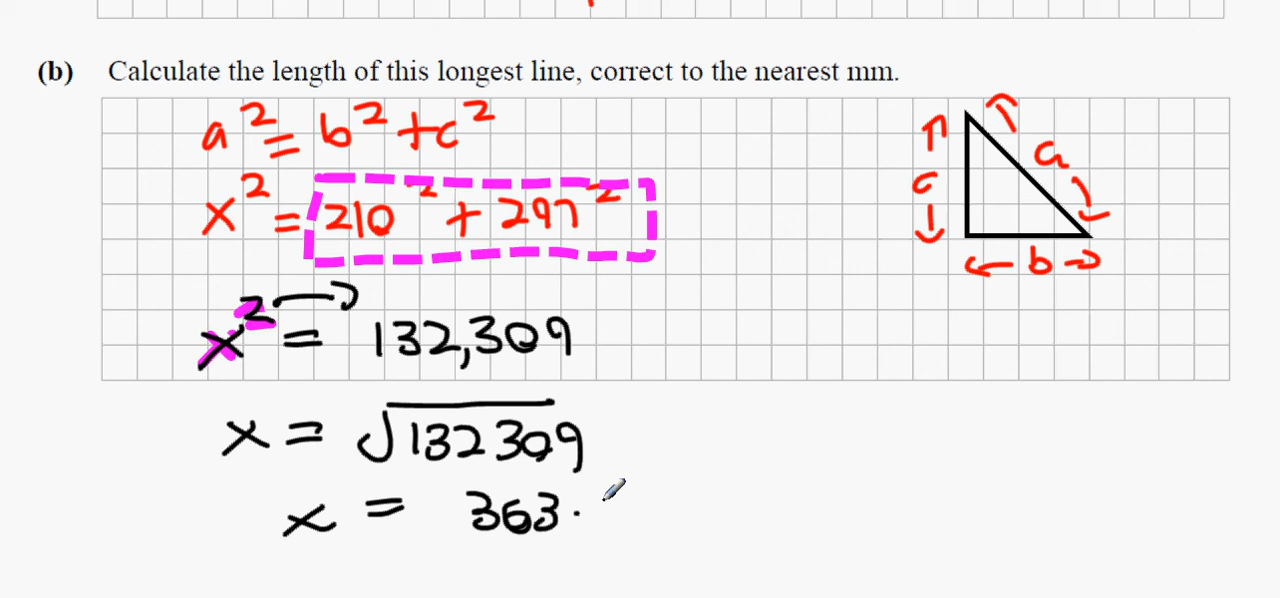 (b) Calculate the length of this longest line, correct to the nearest mm.
a² = b² + c²
x² = 210² + 297²
c
a
b
x² = 132,309
x = √132309
x = 363.